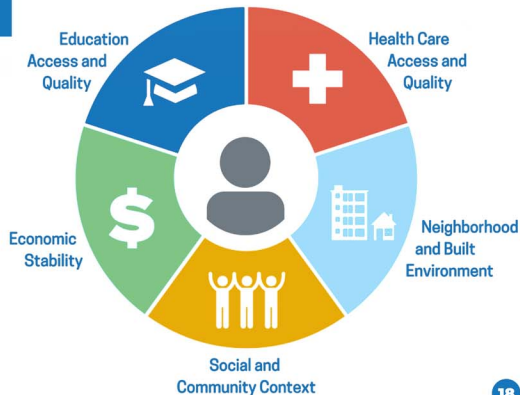 Education
Access and
Quality
Health Care
Access and
Quality
$
Economic
Stability
Neighborhood
and Built
Environment
Social and
Community Context
18